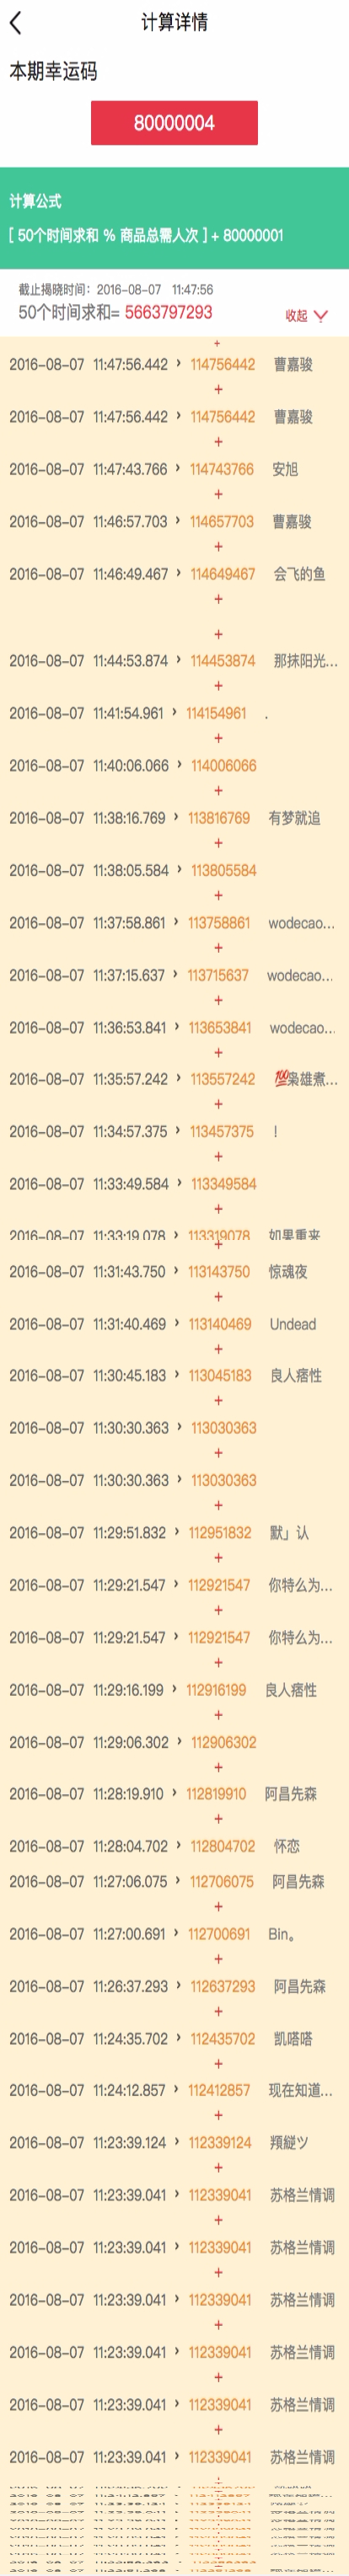 计算详情
本期幸运码
80000004
计算公式
[ 50个时间求和 % 商品总需人次 ] + 80000001
截止揭晓时间：2016-08-07 11:47:56
50个时间求和= 5663797293 收起
+
2016-08-07 11:47:56.442 › 114756442 曹嘉骏
+
2016-08-07 11:47:56.442 › 114756442 曹嘉骏
+
2016-08-07 11:47:43.766 › 114743766 安旭
+
2016-08-07 11:46:57.703 › 114657703 曹嘉骏
+
2016-08-07 11:46:49.467 › 114649467 会飞的鱼
+
+
2016-08-07 11:44:53.874 › 114453874 那抹阳光...
+
2016-08-07 11:41:54.961 › 114154961 .
+
2016-08-07 11:40:06.066 › 114006066
+
2016-08-07 11:38:16.769 › 113816769 有梦就追
+
2016-08-07 11:38:05.584 › 113805584
+
2016-08-07 11:37:58.861 › 113758861 wodecao...
+
2016-08-07 11:37:15.637 › 113715637 wodecao...
+
2016-08-07 11:36:53.841 › 113653841 wodecao...
+
2016-08-07 11:35:57.242 › 113557242 💯枭雄煮...
+
2016-08-07 11:34:57.375 › 113457375 !
+
2016-08-07 11:33:49.584 › 113349584
+
2016-08-07 11:33:19.078 › 113319078 如果重来
+
2016-08-07 11:31:43.750 › 113143750 惊魂夜
+
2016-08-07 11:31:40.469 › 113140469 Undead
+
2016-08-07 11:30:45.183 › 113045183 良人痞性
+
2016-08-07 11:30:30.363 › 113030363
+
2016-08-07 11:30:30.363 › 113030363
+
2016-08-07 11:29:51.832 › 112951832 默」认
+
2016-08-07 11:29:21.547 › 112921547 你特么为...
+
2016-08-07 11:29:21.547 › 112921547 你特么为...
+
2016-08-07 11:29:16.199 › 112916199 良人痞性
+
2016-08-07 11:29:06.302 › 112906302
+
2016-08-07 11:28:19.910 › 112819910 阿昌先森
+
2016-08-07 11:28:04.702 › 112804702 怀恋
2016-08-07 11:27:06.075 › 112706075 阿昌先森
+
2016-08-07 11:27:00.691 › 112700691 Bin。
+
2016-08-07 11:26:37.293 › 112637293 阿昌先森
+
2016-08-07 11:24:35.702 › 112435702 凯嗒嗒
+
2016-08-07 11:24:12.857 › 112412857 现在知道...
+
2016-08-07 11:23:39.124 › 112339124
+
2016-08-07 11:23:39.041 › 112339041 苏格兰情调
+
2016-08-07 11:23:39.041 › 112339041 苏格兰情调
+
2016-08-07 11:23:39.041 › 112339041 苏格兰情调
+
2016-08-07 11:23:39.041 › 112339041 苏格兰情调
+
2016-08-07 11:23:39.041 › 112339041 苏格兰情调
+
2016-08-07 11:23:39.041 › 112339041 苏格兰情调
+